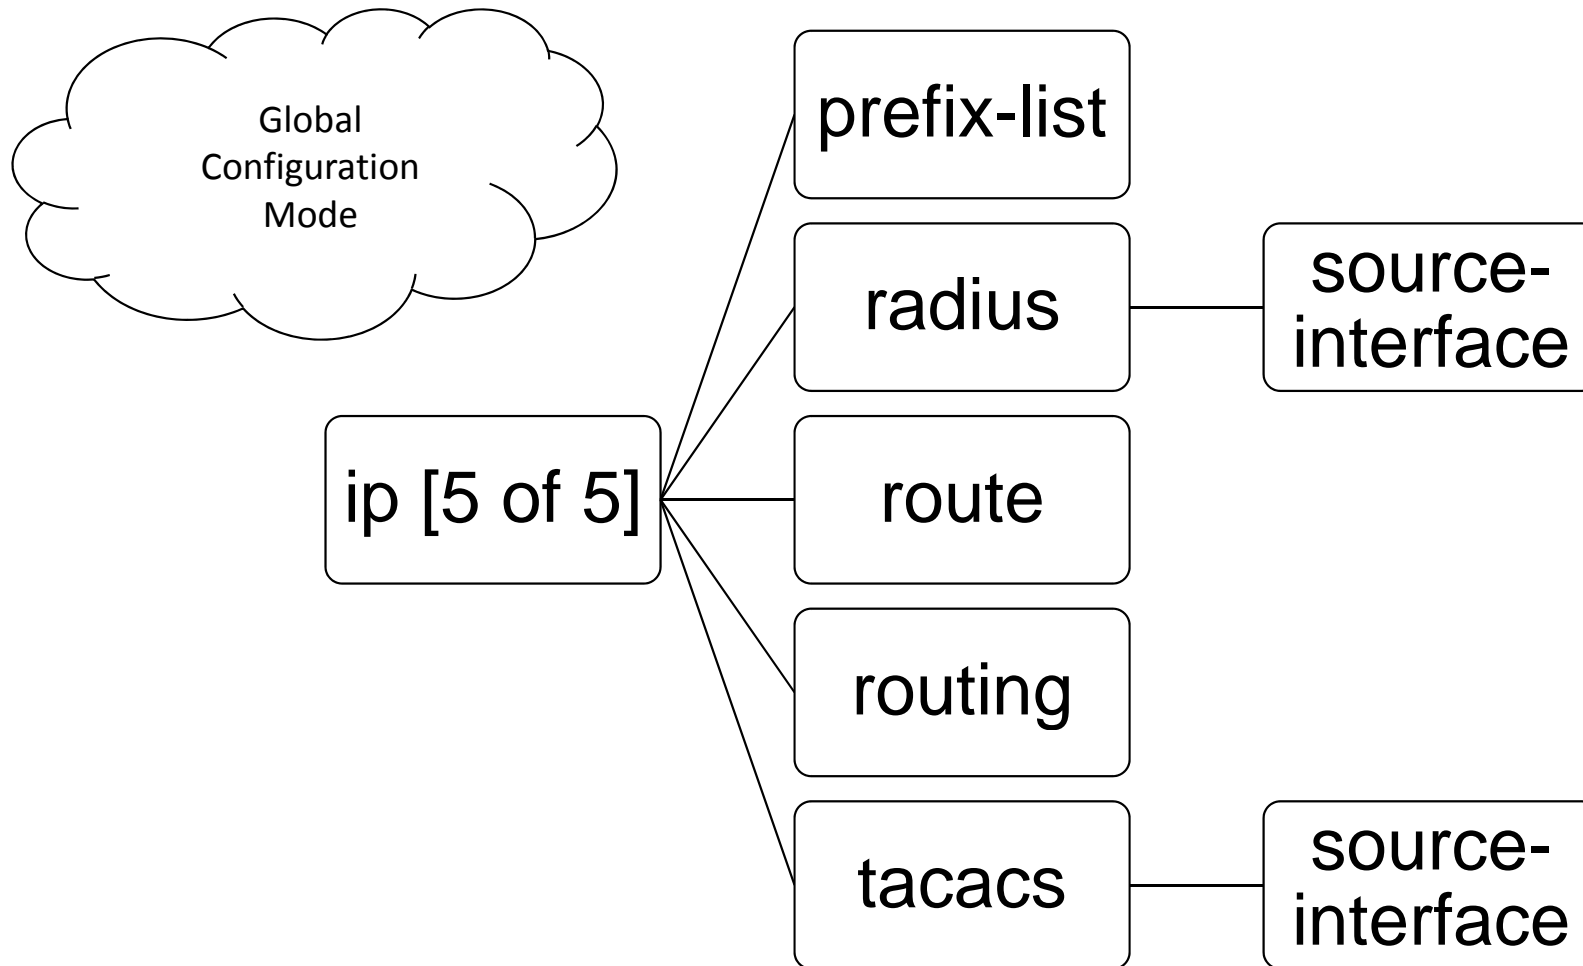 Global
Configuration
Mode
prefix-list
radius
source-
interface
ip [5 of 5]
route
routing
tacacs
source-
interface